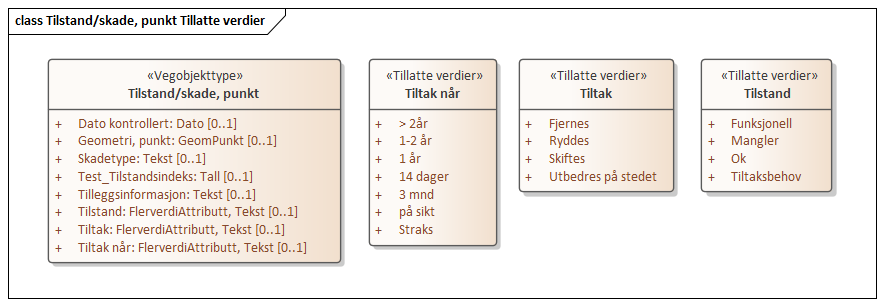 class Tilstand/skade, punkt Tillatte verdier
«Vegobjekttype»
Tilstand/skade, punkt
+ Dato kontrollert: Dato [0..1]
+ Geometri, punkt: GeomPunkt [0..1]
+ Skadetype: Tekst [0..1]
+ Test_Tilstandsindeks: Tall [0..1]
+ Tilleggsinformasjon: Tekst [0..1]
+ Tilstand: FlerverdiAttributt, Tekst [0..1]
+ Tiltak: FlerverdiAttributt, Tekst [0..1]
+ Tiltak når: FlerverdiAttributt, Tekst [0..1]
«Tillatte verdier»
Tiltak når
+ > 2år
+ 1-2 år
+ 1 år
+ 14 dager
+ 3 mnd
+ på sikt
+ Straks
«Tillatte verdier»
Tiltak
+ Fjernes
+ Ryddes
+ Skiftes
+ Utbedres på stedet
«Tillatte verdier»
Tilstand
+ Funksjonell
+ Mangler
+ Ok
+ Tiltaksbehov